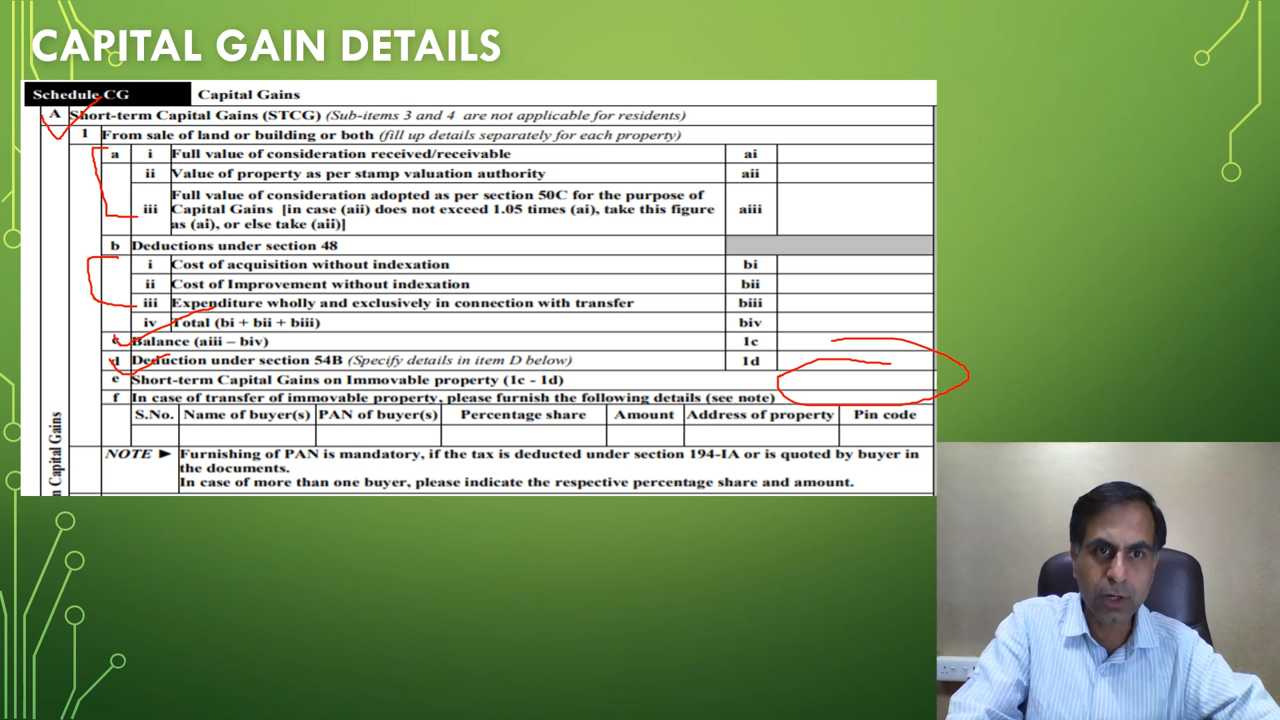 CAPITAL GAIN DETAILS
Schedule CG Capital Gains
A Short-term Capital Gains (STCG) (Sub-items 3 and 4 are not applicable for residents)
1 From sale of land or building or both (fill up details separately for each property)
a i Full value of consideration received/receivable ai
ii Value of property as per stamp valuation authority aii
Full value of consideration adopted as per section 50C for the purpose of
iii Capital Gains [in case (aii) does not exceed 1.05 times (ai), take this figure aiii
as (ai), or else take (aii)]
b Deductions under section 48
i Cost of acquisition without indexation bi
ii Cost of Improvement without indexation bii
iii Expenditure wholly and exclusively in connection with transfer biii
iv Total (bi + bii + biii) biv
c Balance (aiii – biv) 1c
d Deduction under section 54B (Specify details in item D below) 1d
e Short-term Capital Gains on Immovable property (1c - 1d)
f In case of transfer of immovable property, please furnish the following details (see note)
S.No. Name of buyer(s) PAN of buyer(s) Percentage share Amount Address of property Pin code
NOTE ► Furnishing of PAN is mandatory, if the tax is deducted under section 194-IA or is quoted by buyer in
the documents.
In case of more than one buyer, please indicate the respective percentage share and amount.
Capital Gains